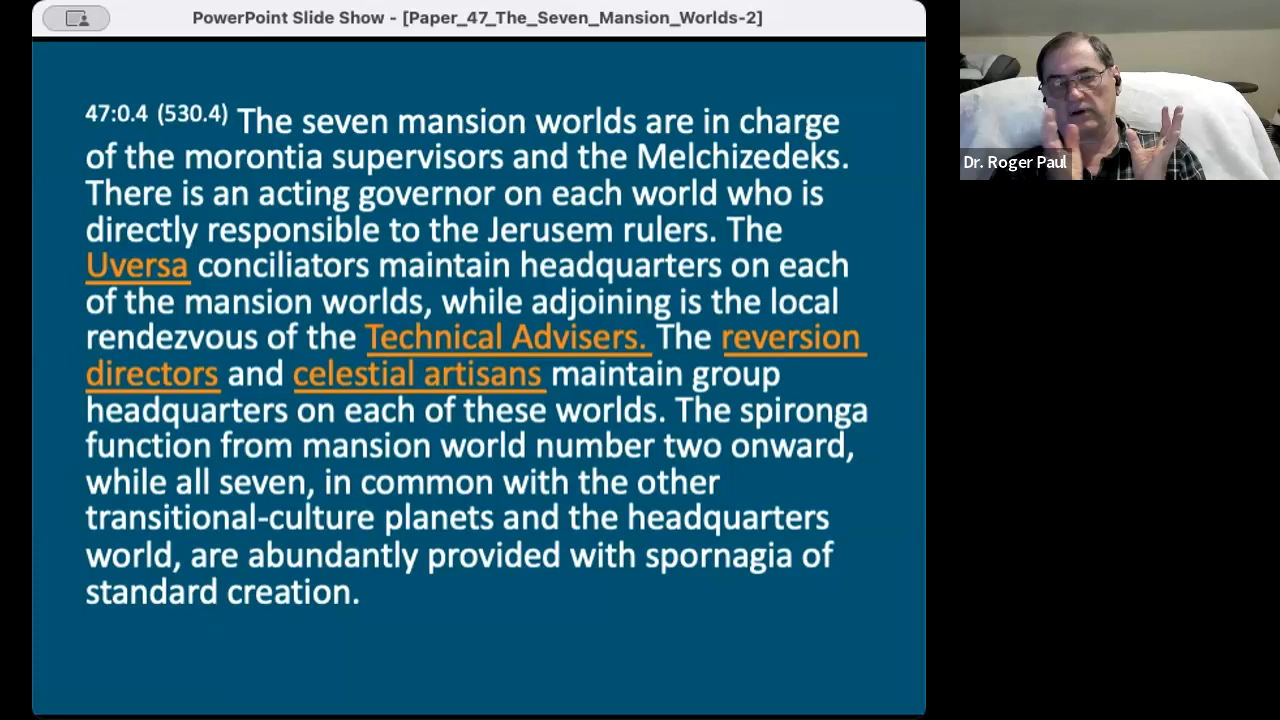 PowerPoint Slide Show - [Paper_47_The_Seven_Mansion_Worlds-2]
47:0.4 (530.4) The seven mansion worlds are in charge
of the morontia supervisors and the Melchizedeks.
There is an acting governor on each world who is
directly responsible to the Jerusem rulers. The
Uversa conciliators maintain headquarters on each
of the mansion worlds, while adjoining is the local
rendezvous of the Technical Advisers. The reversion
directors and celestial artisans maintain group
headquarters on each of these worlds. The spironga
function from mansion world number two onward,
while all seven, in common with the other
transitional-culture planets and the headquarters
world, are abundantly provided with spornagia of
standard creation.
Dr. Roger Paul